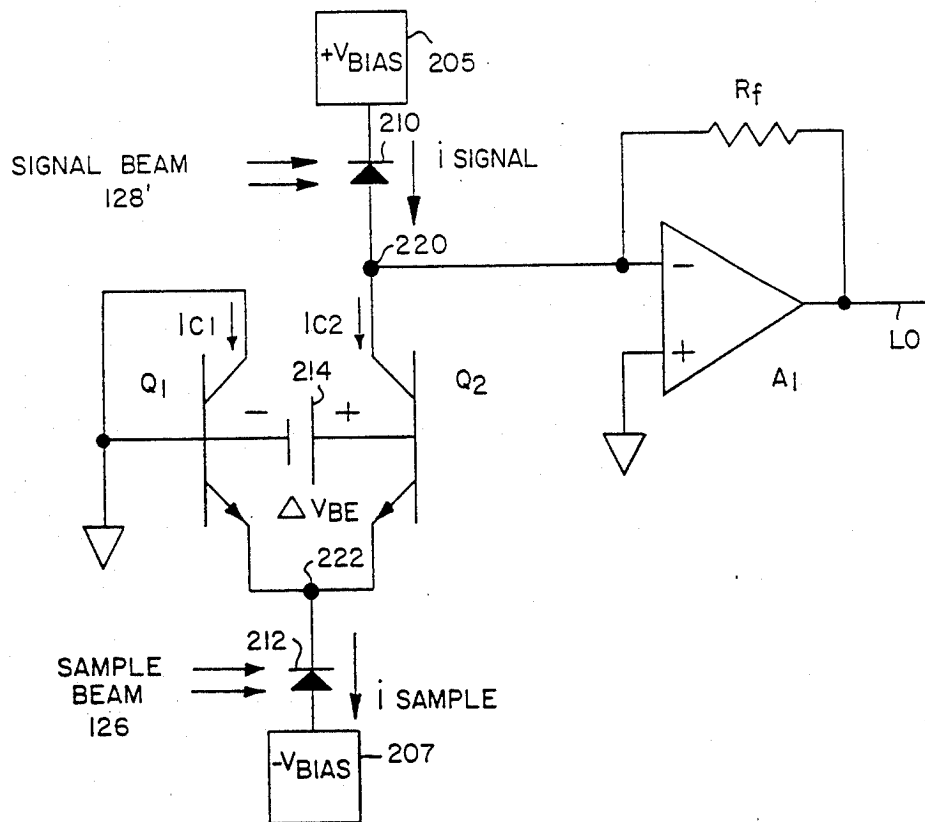 +VBIAS
205
210
i SIGNAL
SIGNAL BEAM
128'
220
Rf
-
+
A1
LO
IC1
IC2
Q1
214
Q2
-
+
△ VBE
222
212
SAMPLE
BEAM
126
i SAMPLE
-VBIAS
207